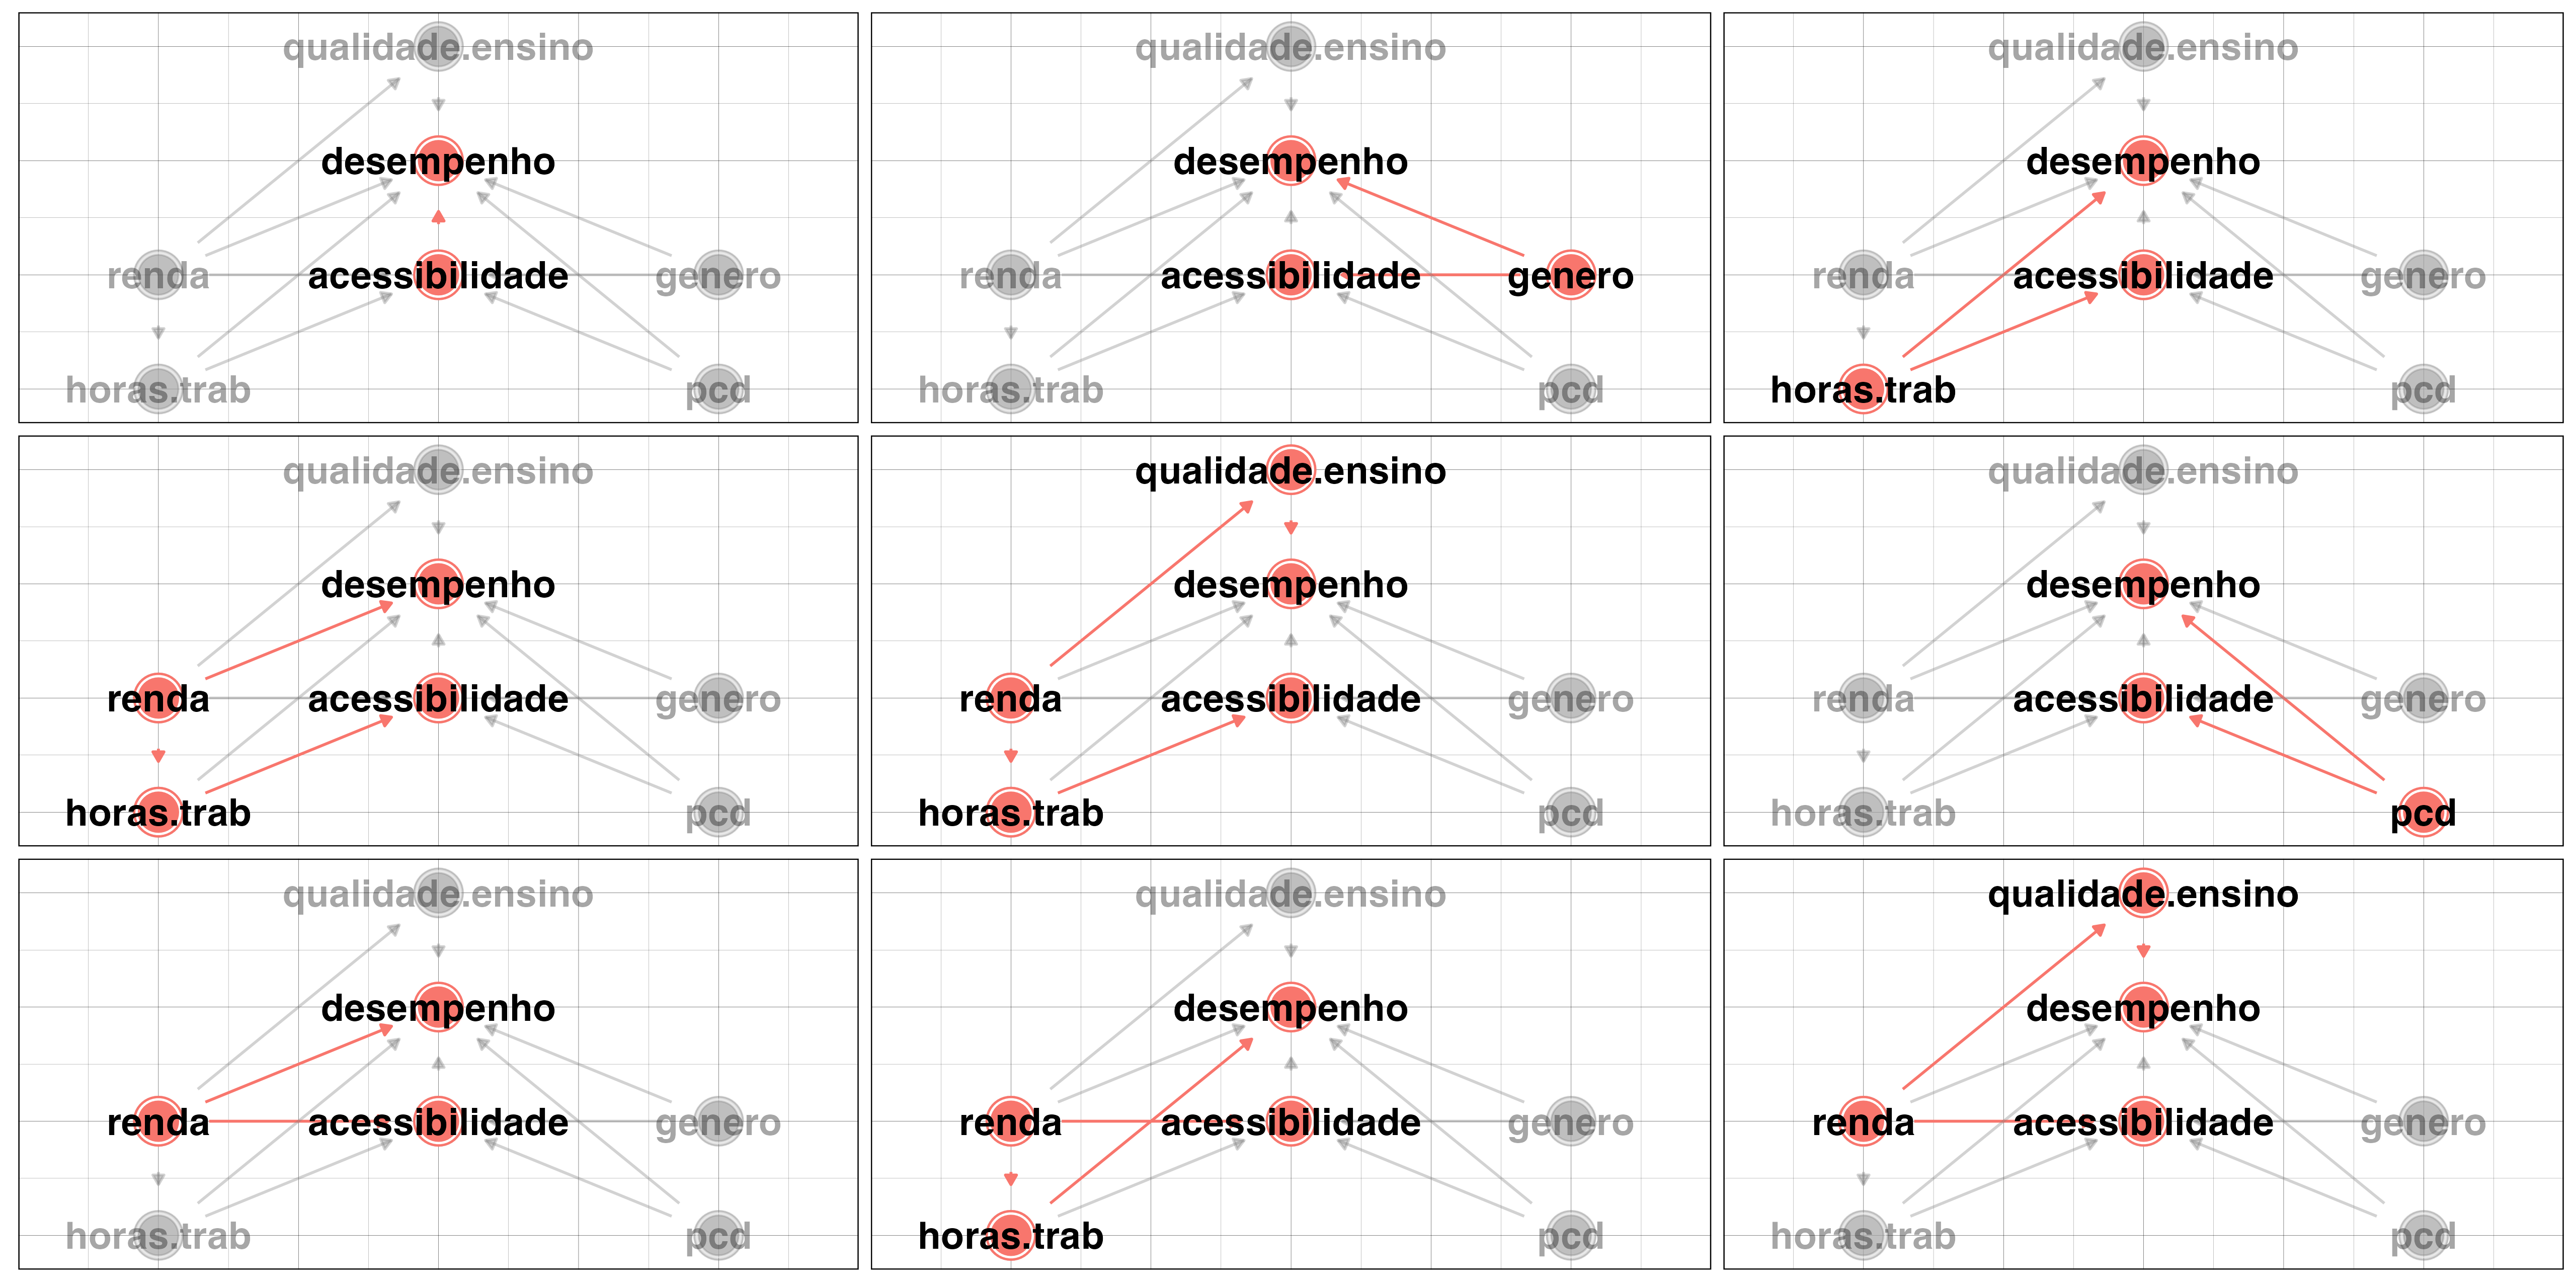 qualidade.ensino
desempenho
renda acessibilidade genero
horas.trab pcd
qualidade.ensino
desempenho
renda acessibilidade genero
horas.trab pcd
qualidade.ensino
desempenho
renda acessibilidade genero
horas.trab pcd
qualidade.ensino
desempenho
renda acessibilidade genero
horas.trab pcd
qualidade.ensino
desempenho
renda acessibilidade genero
horas.trab pcd
qualidade.ensino
desempenho
renda acessibilidade genero
horas.trab pcd
qualidade.ensino
desempenho
renda acessibilidade genero
horas.trab pcd
qualidade.ensino
desempenho
renda acessibilidade genero
horas.trab pcd
qualidade.ensino
desempenho
renda acessibilidade genero
horas.trab pcd